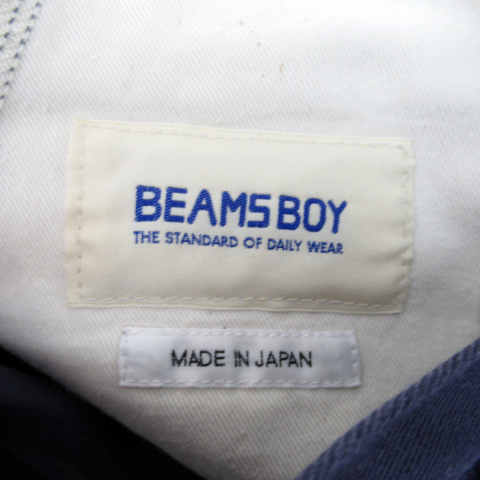 BEAMS BOY
THE STANDARD OF DAILY WEAR
MADE IN JAPAN